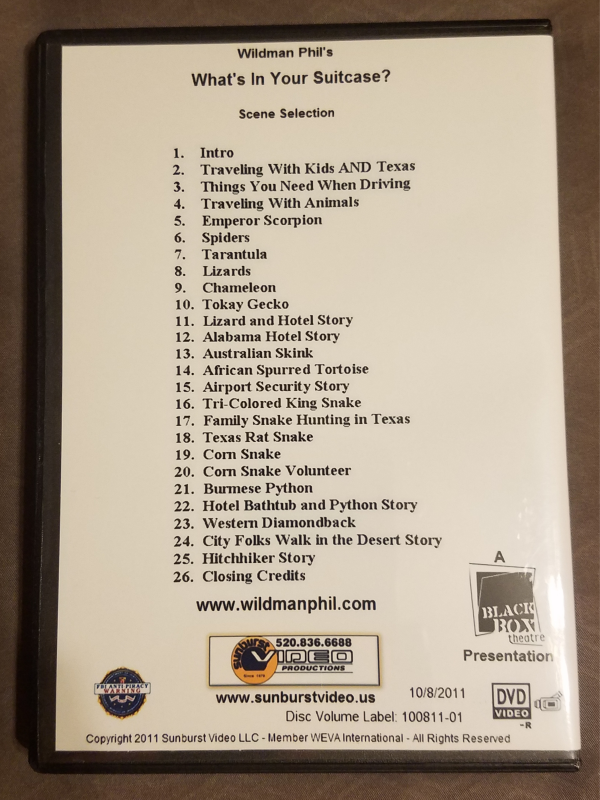 Wildman Phil's
What's In Your Suitcase?
Scene Selection
1. Intro
2. Traveling With Kids AND Texas
3. Things You Need When Driving
4. Traveling With Animals
5. Emperor Scorpion
6. Spiders
7. Tarantula
8. Lizards
9. Chameleon
10. Tokay Gecko
11. Lizard and Hotel Story
12. Alabama Hotel Story
13. Australian Skink
14. African Spurred Tortoise
15. Airport Security Story
16. Tri-Colored King Snake
17. Family Snake Hunting in Texas
18. Texas Rat Snake
19. Corn Snake
20. Corn Snake Volunteer
21. Burmese Python
22. Hotel Bathtub and Python Story
23. Western Diamondback
24. City Folks Walk in the Desert Story
25. Hitchhiker Story
26. Closing Credits
www.wildmanphil.com
A
BLACK
BOX
theatre
Presentation
sunburst
VIDEO
520.836.6688
PRODUCTIONS
Since 1978
FBI ANTI-PIRACY
WARNING
www.sunburstvideo.us
10/8/2011
DVD
VIDEO
-R
Disc Volume Label: 100811-01
Copyright 2011 Sunburst Video LLC - Member WEVA International - All Rights Reserved